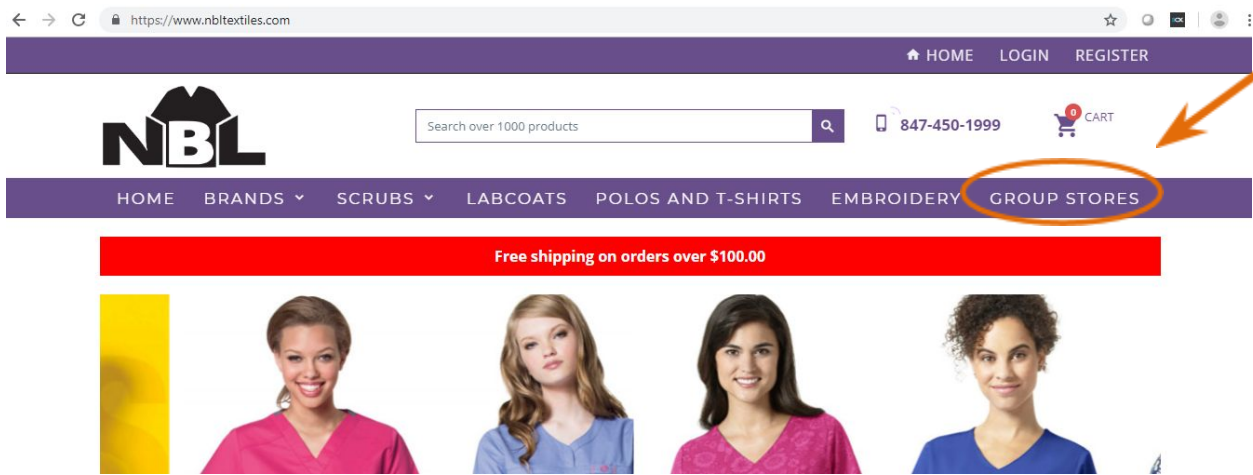 https://www.nbltextiles.com
HOME LOGIN REGISTER
NBL
Search over 1000 products
847-450-1999
0 CART
HOME BRANDS SCRUBS LABCOATS POLOS AND T-SHIRTS EMBROIDERY GROUP STORES
Free shipping on orders over $100.00